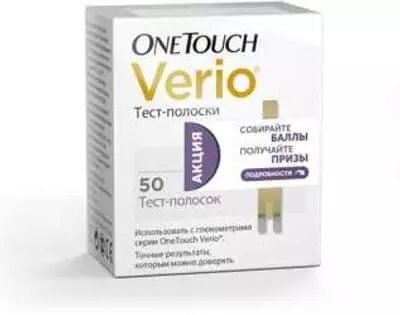 ONETOUCH
Verio®
Тест-полоски
СОБИРАЙТЕ
БАЛЛЫ
ПОЛУЧАЙТЕ
ПРИЗЫ
ПОДРОБНОСТИ
АКЦИЯ
50
Тест-полосок
Использовать с глюкометрами
серии OneTouch Verio®.
Точные результаты,
которым можно доверять.